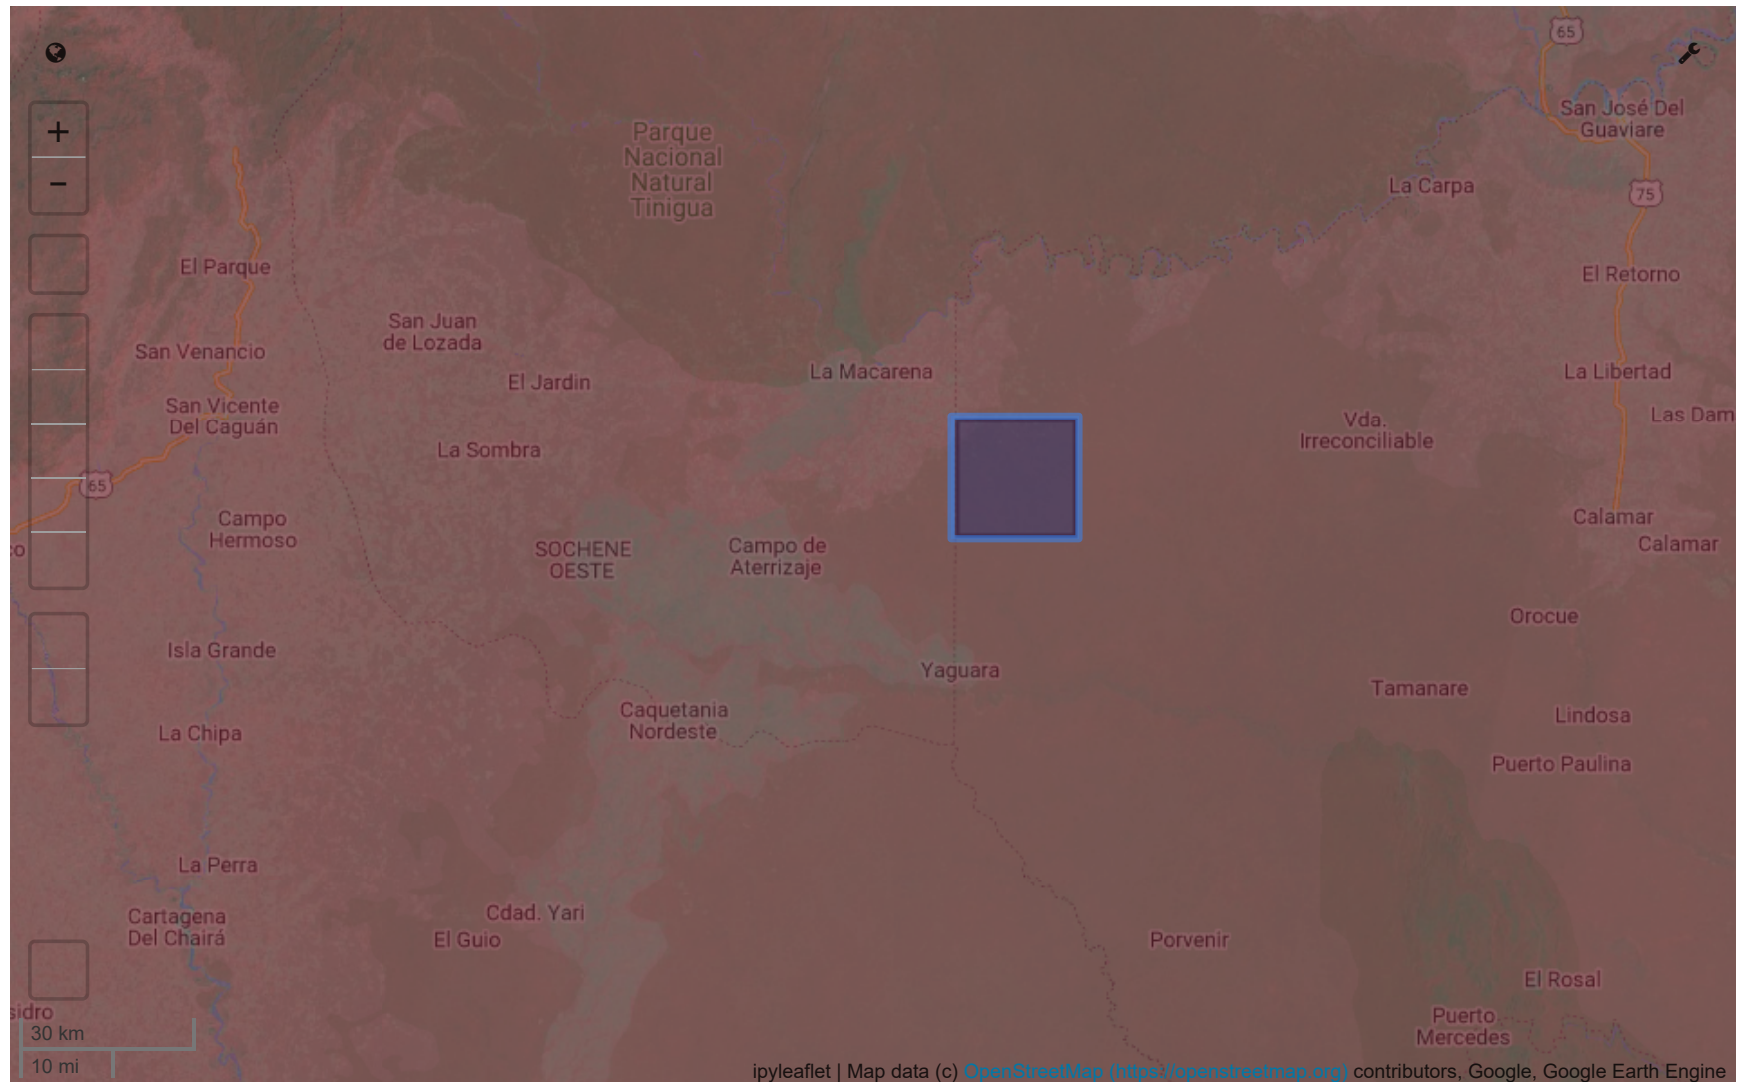 65
San José Del
Guaviare
Parque
Nacional
Natural
Tinigua
La Carpa
75
El Parque
El Retorno
San Juan
de Lozada
San Venancio
La Macarena
La Libertad
El Jardin
San Vicente
Del Caguán
Las Dam
Vda.
Irreconciliable
La Sombra
65
Campo
Hermoso
Calamar
SOCHENE
OESTE
Campo de
Aterrizaje
Calamar
co
Orocue
Isla Grande
Yaguara
Tamanare
Caquetania
Nordeste
Lindosa
La Chipa
Puerto Paulina
La Perra
Cartagena
Del Chairá
Cdad. Yari
El Guio
Porvenir
El Rosal
sidro
Puerto
Mercedes
+
−
30 km
10 mi
ipyleaflet | Map data (c) OpenStreetMap (https://openstreetmap.org) contributors, Google, Google Earth Engine